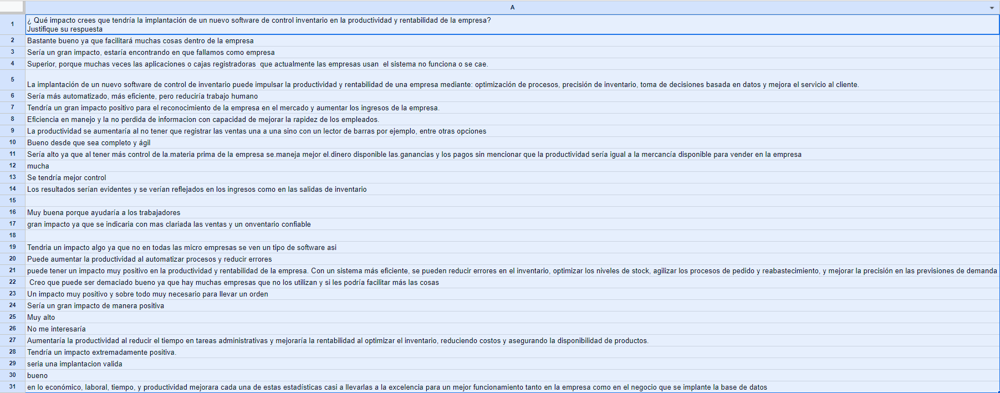 A
1 ¿ Qué impacto crees que tendría la implantación de un nuevo software de control inventario en la productividad y rentabilidad de la empresa?
Justifique su respuesta
2 Bastante bueno ya que facilitará muchas cosas dentro de la empresa
3 Sería un gran impacto, estaría encontrando en que fallamos como empresa
4 Superior, porque muchas veces las aplicaciones o cajas registradoras  que actualmente las empresas usan  el sistema no funciona o se cae.
5 La implantación de un nuevo software de control de inventario puede impulsar la productividad y rentabilidad de una empresa mediante: optimización de procesos, precisión de inventario, toma de decisiones basada en datos y mejora el servicio al cliente.
6 Sería más automatizado, más eficiente, pero reduciría trabajo humano
7 Tendría un gran impacto positivo para el reconocimiento de la empresa en el mercado y aumentar los ingresos de la empresa.
8 Eficiencia en manejo y la no perdida de informacion con capacidad de mejorar la rapidez de los empleados.
9 La productividad se aumentaría al no tener que registrar las ventas una a una sino con un lector de barras por ejemplo, entre otras opciones
10 Bueno desde que sea completo y ágil
11 Sería alto ya que al tener más control de la.materia prima de la empresa se.maneja mejor el.dinero disponible las.ganancias y los pagos sin mencionar que la productividad sería igual a la mercancía disponible para vender en la empresa
12 mucha
13 Se tendría mejor control
14 Los resultados serían evidentes y se verían reflejados en los ingresos como en las salidas de inventario
15
16 Muy buena porque ayudaría a los trabajadores
17 gran impacto ya que se indicaria con mas clariada las ventas y un onventario confiable
18
19 Tendria un impacto algo ya que no en todas las micro empresas se ven un tipo de software asi
20 Puede aumentar la productividad al automatizar procesos y reducir errores
21 puede tener un impacto muy positivo en la productividad y rentabilidad de la empresa. Con un sistema más eficiente, se pueden reducir errores en el inventario, optimizar los niveles de stock, agilizar los procesos de pedido y reabastecimiento, y mejorar la precisión en las previsiones de demanda
22 Creo que puede ser demaciado bueno ya que hay muchas empresas que no los utilizan y si les podría facilitar más las cosas
23 Un impacto muy positivo y sobre todo muy necesario para llevar un orden
24 Sería un gran impacto de manera positiva
25 Muy alto
26 No me interesaría
27 Aumentaría la productividad al reducir el tiempo en tareas administrativas y mejoraría la rentabilidad al optimizar el inventario, reduciendo costos y asegurando la disponibilidad de productos.
28 Tendría un impacto extremadamente positiva.
29 seria una implantacion valida
30 bueno
31 en lo económico, laboral, tiempo, y productividad mejorara cada una de estas estadísticas casi a llevarlas a la excelencia para un mejor funcionamiento tanto en la empresa como en el negocio que se implante la base de datos